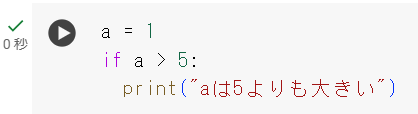 a = 1
if a > 5:
  print("aは5よりも大きい")
0 秒